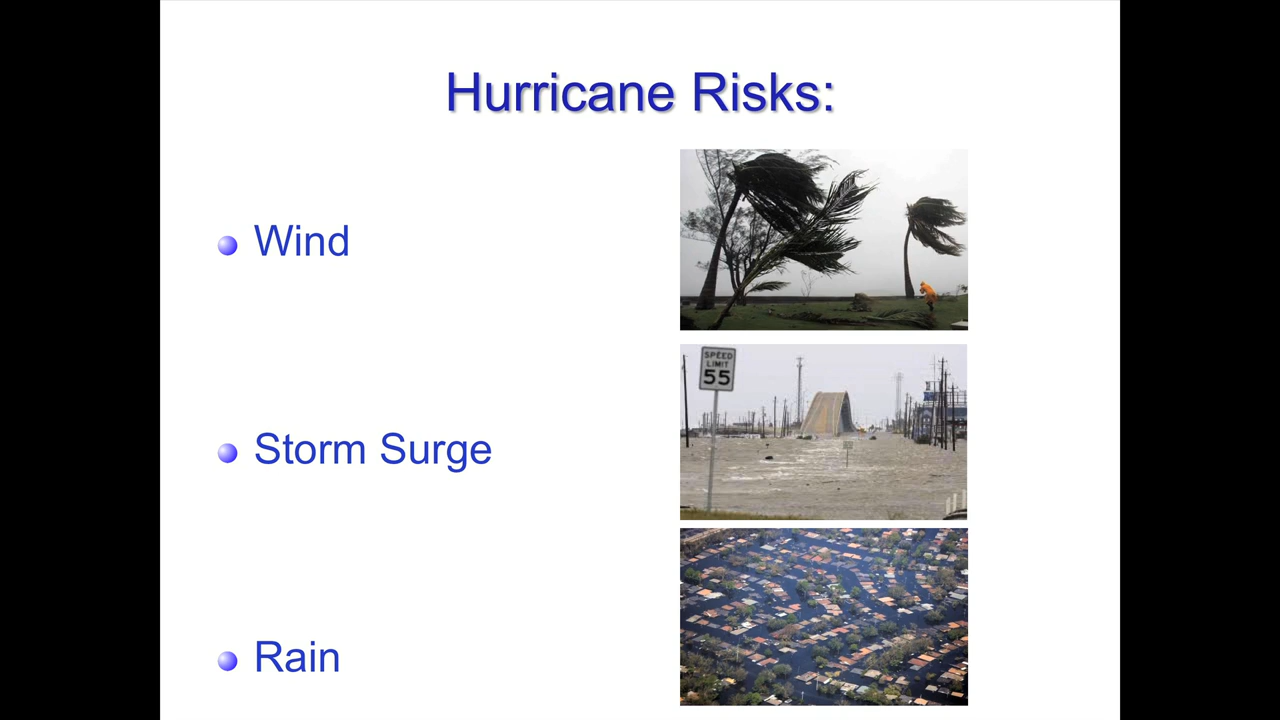 Hurricane Risks:
Wind
SPEED
LIMIT
55
Storm Surge
Rain